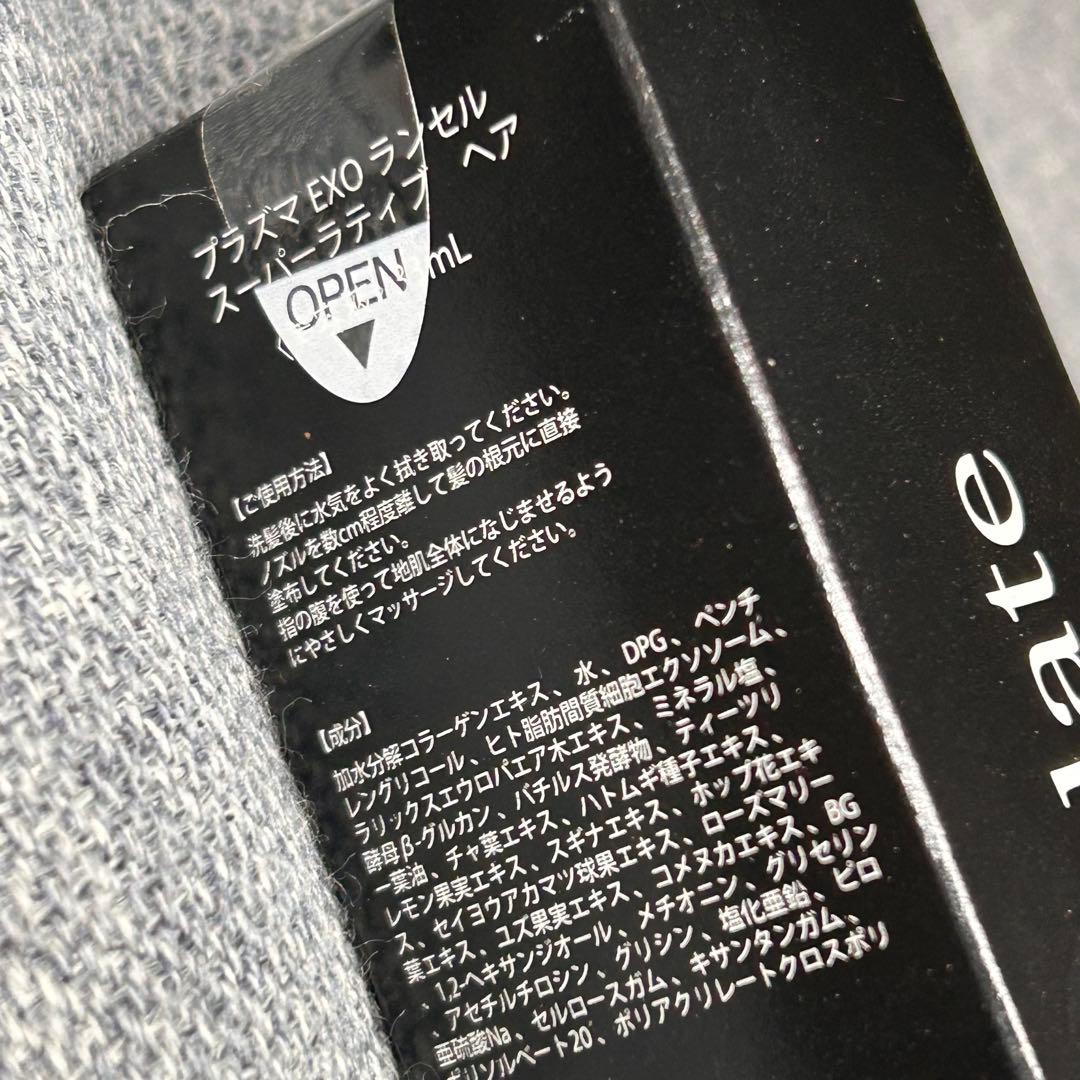 プラズマ EXO ランセル
スーパーラティブ　ヘア
OPEN
mL
【ご使用方法】
洗髪後に水気をよく拭き取ってください。
ノズルを数cm程度離して髪の根元に直接
塗布してください。
指の腹を使って地肌全体になじませるよう
にやさしくマッサージしてください。
【成分】
加水分解コラーゲンエキス、水、DPG、ペンチ
レングリコール、ヒト脂肪間質細胞エクソソーム、
ラリックスエウロパエア木エキス、ミネラル塩、
酵母β-グルカン、バチルス発酵物、ティーツリ
ー葉油、チャ葉エキス、ハトムギ種子エキス、
レモン果実エキス、スギナエキス、ホップ花エキ
ス、セイヨウアカマツ球果エキス、ローズマリー
葉エキス、ユズ果実エキス、コメヌカエキス、BG
、1,2-ヘキサンジオール、メチオニン、グリセリン
、アセチルチロシン、グリシン、塩化亜鉛、ピロ
亜硫酸Na、セルロースガム、キサンタンガム、
ポリソルベート20、ポリアクリレートクロスポリ
late